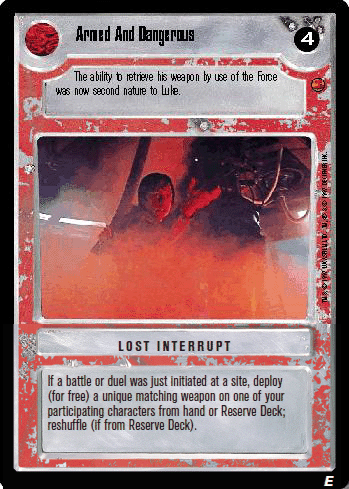 Armed And Dangerous
4
The ability to retrieve his weapon by use of the Force
was now second nature to Luke.
LOST INTERRUPT
If a battle or duel was just initiated at a site, deploy
(for free) a unique matching weapon on one of your
participating characters from hand or Reserve Deck;
reshuffle (if from Reserve Deck).
E